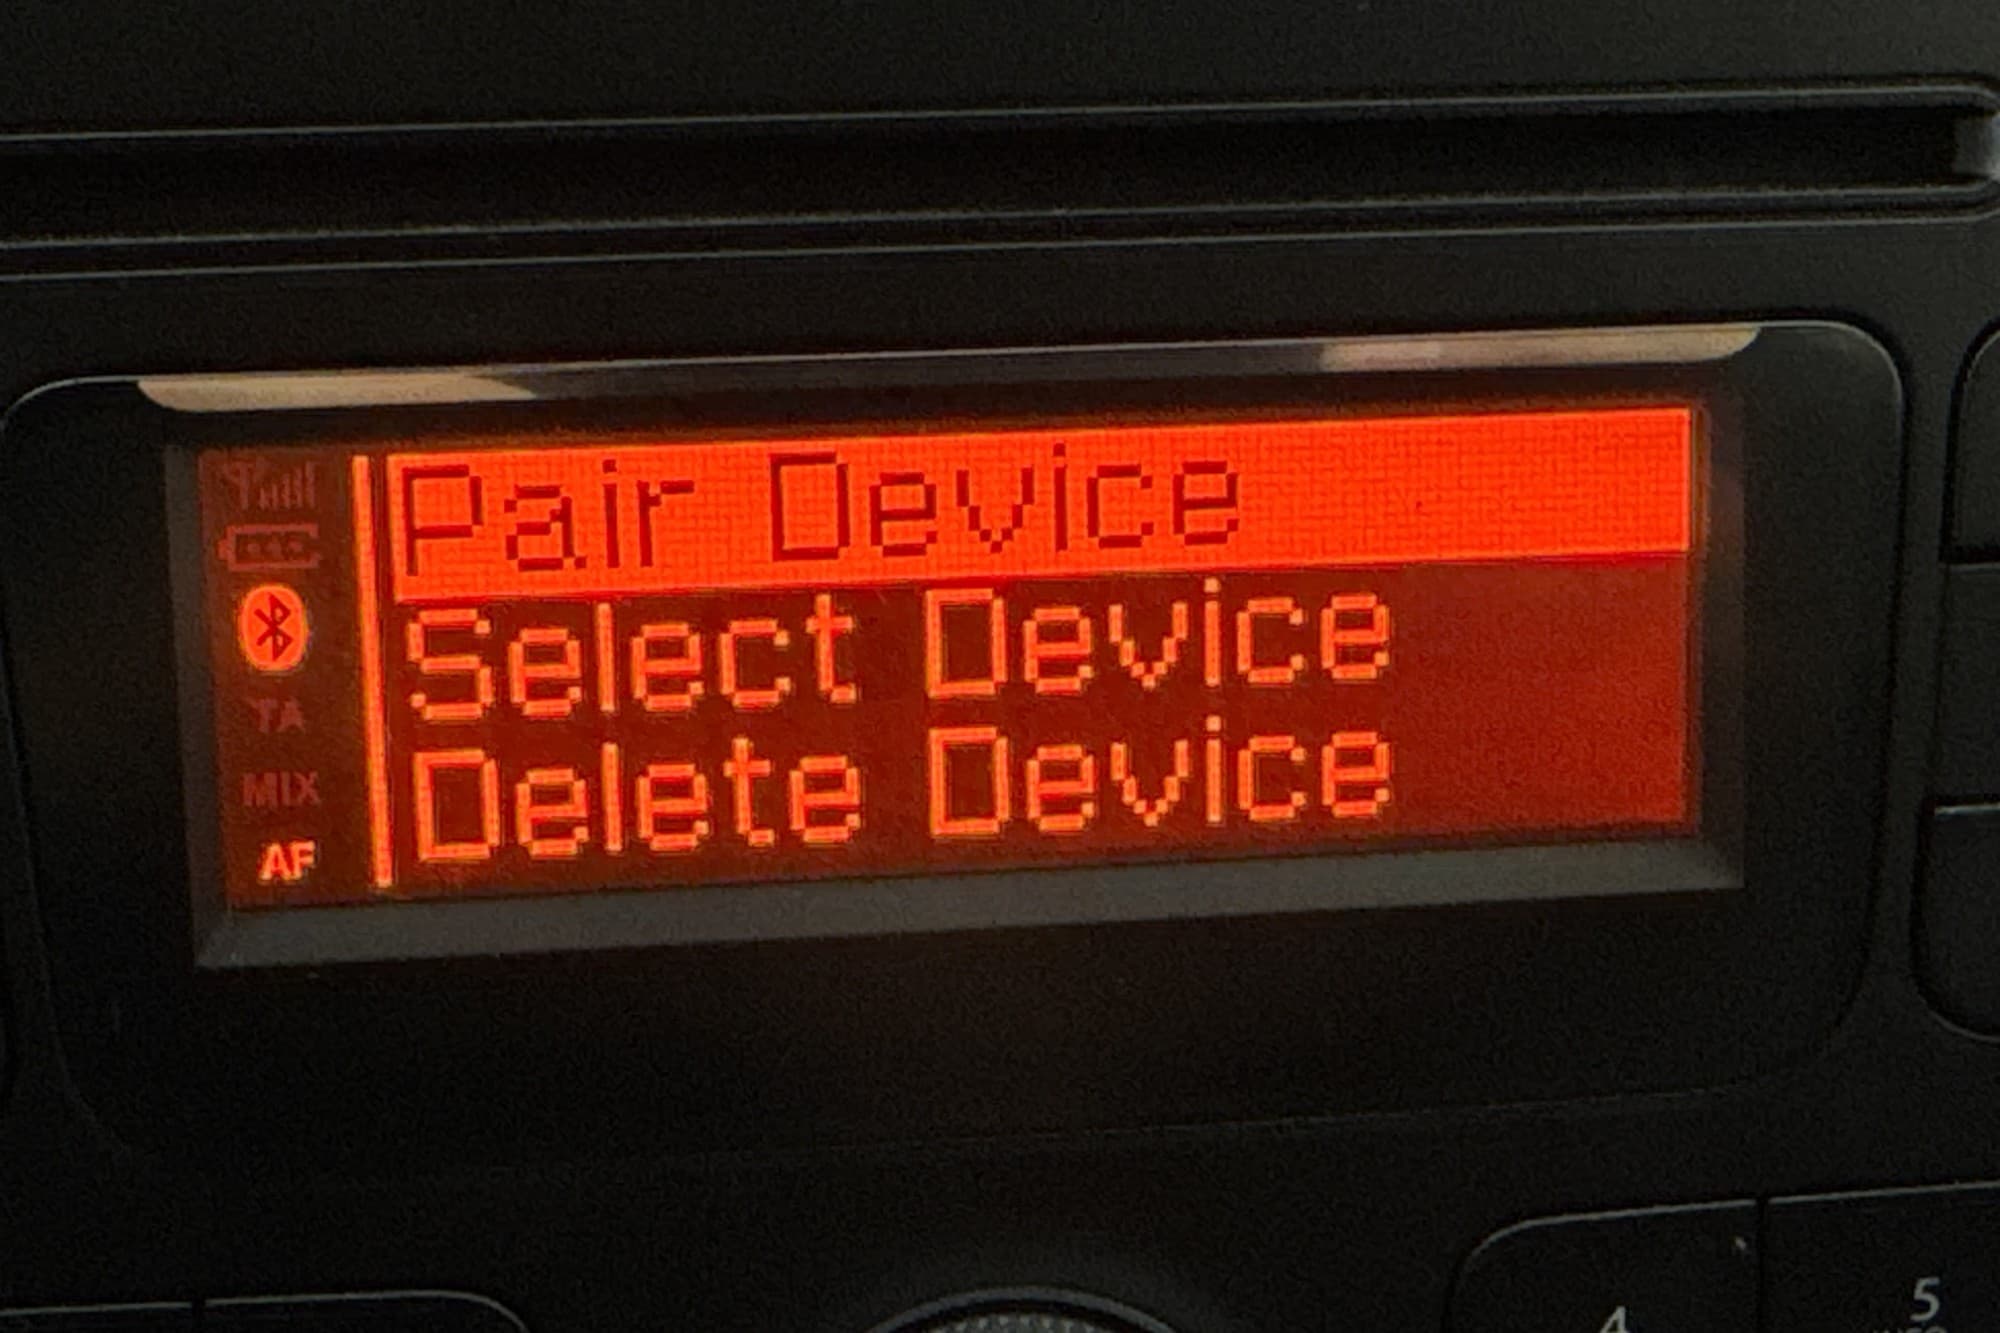 Pair Device
Select Device
Delete Device
TA
MIX
AF
4
5